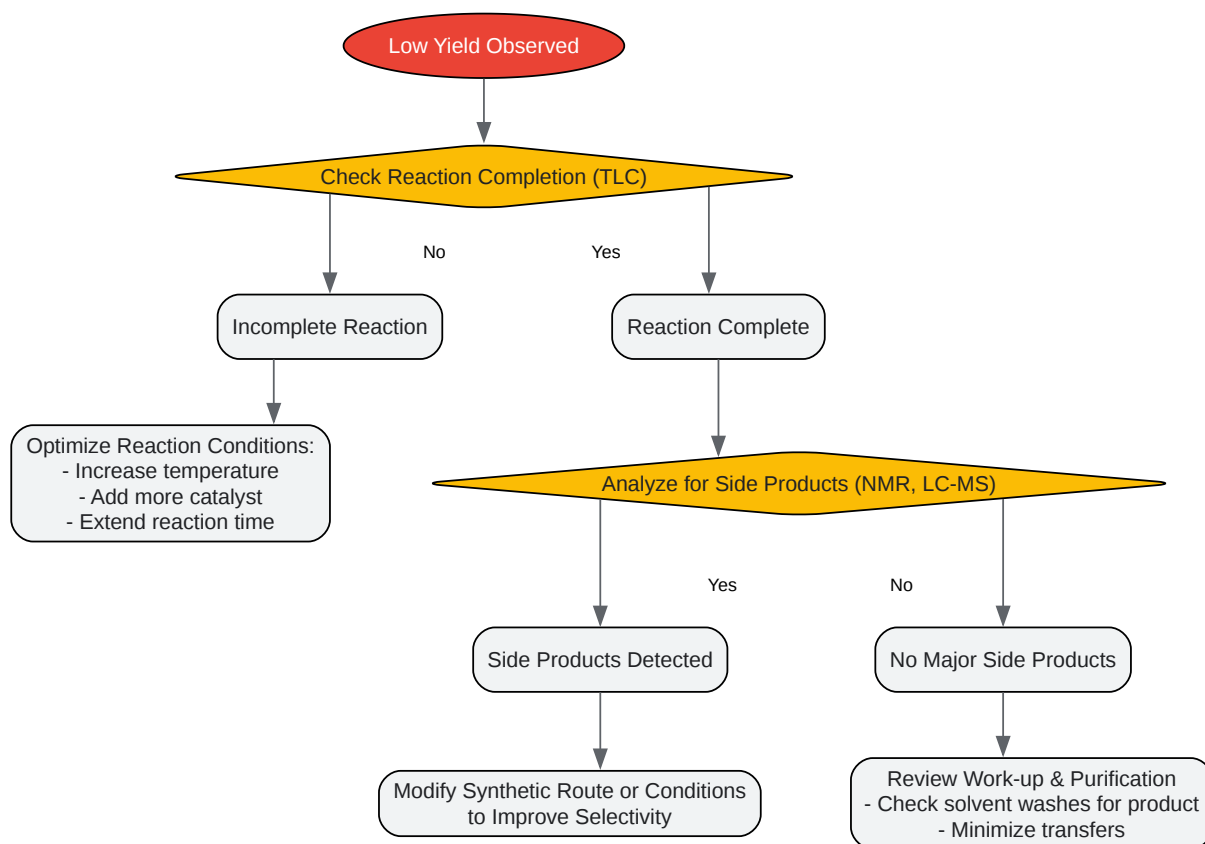 Low Yield Observed
Check Reaction Completion (TLC)
No
Yes
Incomplete Reaction
Reaction Complete
Optimize Reaction Conditions:
- Increase temperature
- Add more catalyst
- Extend reaction time
Analyze for Side Products (NMR, LC-MS)
Yes
No
Side Products Detected
No Major Side Products
Modify Synthetic Route or Conditions
to Improve Selectivity
Review Work-up & Purification
- Check solvent washes for product
- Minimize transfers